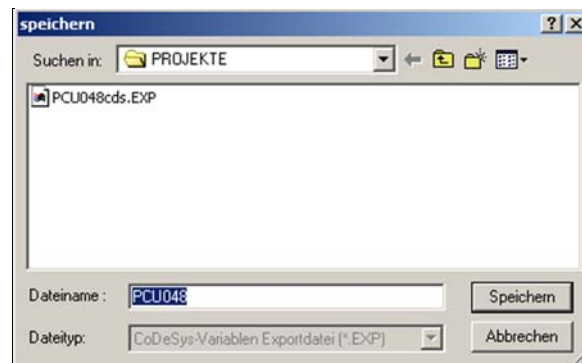 speichern
Suchen in: PROJEKTE
PCU048cds.EXP
Dateiname : PCU048 Speichern
Dateityp: CoDeSys-Variablen Exportdatei (*.EXP) Abbrechen